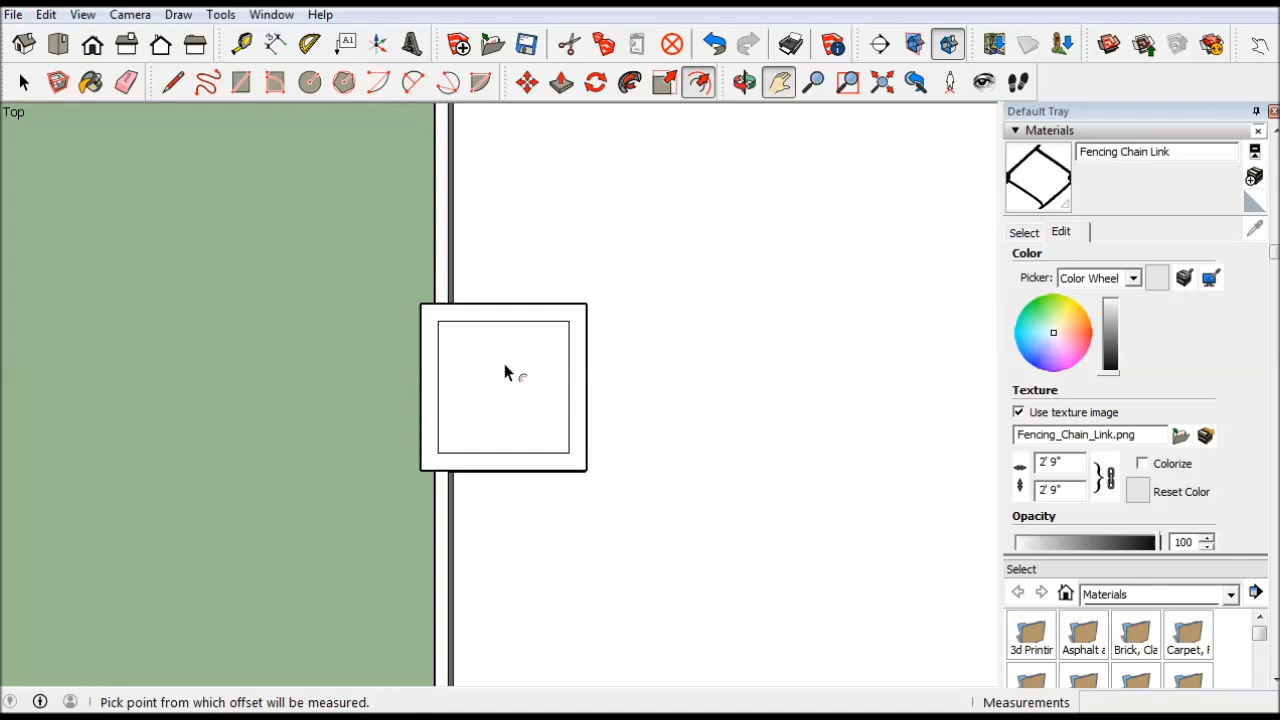 File Edit View Camera Draw Tools Window Help
A1
Top
Default Tray
Materials
Fencing Chain Link
Select Edit
Color
Picker: Color Wheel
Texture
Use texture image
Fencing_Chain_Link.png
2' 9"
Colorize
2' 9"
Reset Color
Opacity
100
Select
Materials
3d Printir Asphalt a Brick, Cla Carpet, F
Pick point from which offset will be measured. Measurements